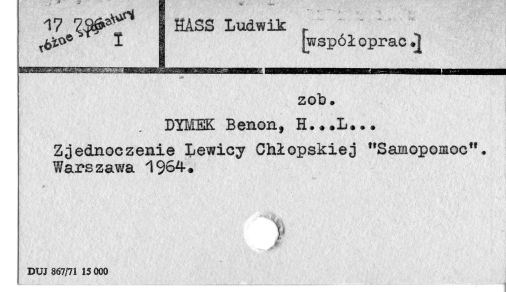 17 796
różne sygnatury
I
HASS Ludwik
[współoprac.]
zob.
DYMEK Benon, H...L...
Zjednoczenie Lewicy Chłopskiej "Samopomoc".
Warszawa 1964.
DUJ 867/71 15 000